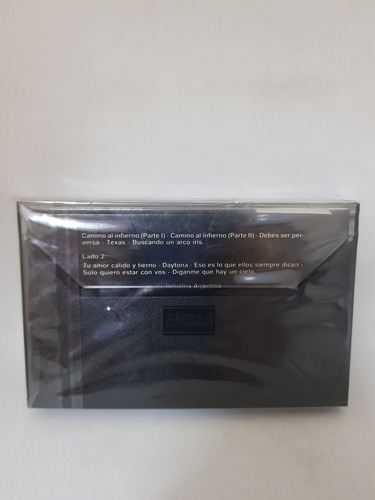 Camino al infierno (Parte I) - Camino al infierno (Parte II) - Debes ser per-
versa - Texas - Buscando un arco iris.
Lado 2:
Tu amor calido y tierno - Daytona - Eso es lo que ellos siempre dicen -
Solo quiero estar con vos - Diganme que hay un cielo.
Industria Argentina